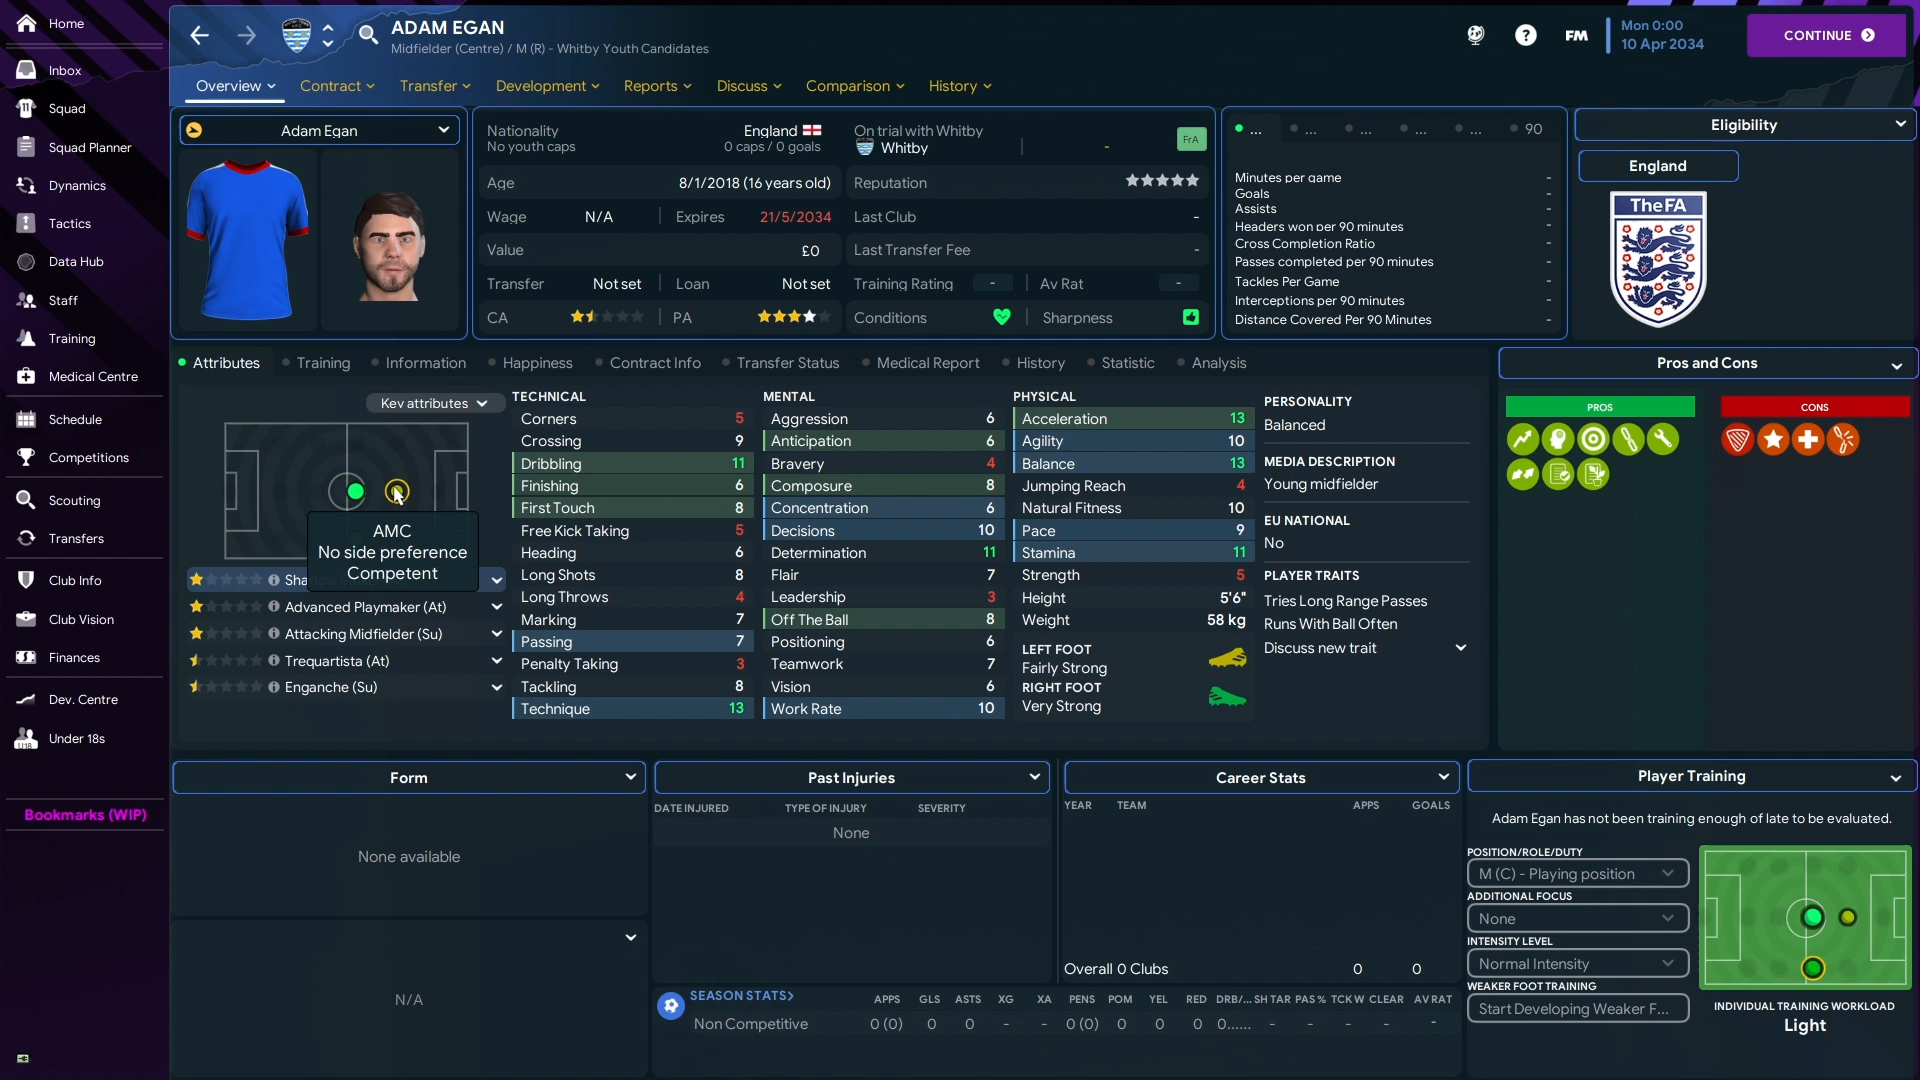 Home
Inbox
Squad
Squad Planner
Dynamics
Tactics
Data Hub
Staff
Training
Medical Centre
Schedule
Competitions
Scouting
Transfers
Club Info
Club Vision
Finances
Dev. Centre
Under 18s
Bookmarks (WIP)
ADAM EGAN
Midfielder (Centre) / M (R) - Whitby Youth Candidates
FM
Mon 0:00
10 Apr 2034
CONTINUE
Overview
Contract
Transfer
Development
Reports
Discuss
Comparison
History
Adam Egan
Nationality England
No youth caps 0 caps / 0 goals
Age 8/1/2018 (16 years old)
Wage N/A Expires 21/5/2034
Value £0
Transfer Not set Loan Not set
CA PA
On trial with Whitby
Whitby - FrA
Reputation
Last Club -
Last Transfer Fee -
Training Rating - Av Rat -
Conditions Sharpness
... ... ... ... ... 90
Minutes per game -
Goals -
Assists -
Headers won per 90 minutes -
Cross Completion Ratio -
Passes completed per 90 minutes -
Tackles Per Game -
Interceptions per 90 minutes -
Distance Covered Per 90 Minutes -
Eligibility
England
The FA
Attributes Training Information Happiness Contract Info Transfer Status Medical Report History Statistic Analysis
Key attributes
AMC
No side preference
Competent
Advanced Playmaker (At)
Attacking Midfielder (Su)
Trequartista (At)
Enganche (Su)
TECHNICAL
Corners 5
Crossing 9
Dribbling 11
Finishing 6
First Touch 8
Free Kick Taking 5
Heading 6
Long Shots 8
Long Throws 4
Marking 7
Passing 7
Penalty Taking 3
Tackling 8
Technique 13
MENTAL
Aggression 6
Anticipation 6
Bravery 4
Composure 8
Concentration 6
Decisions 10
Determination 11
Flair 7
Leadership 3
Off The Ball 8
Positioning 6
Teamwork 7
Vision 6
Work Rate 10
PHYSICAL
Acceleration 13
Agility 10
Balance 13
Jumping Reach 4
Natural Fitness 10
Pace 9
Stamina 11
Strength 5
Height 5'6"
Weight 58 kg
LEFT FOOT
Fairly Strong
RIGHT FOOT
Very Strong
PERSONALITY
Balanced
MEDIA DESCRIPTION
Young midfielder
EU NATIONAL
No
PLAYER TRAITS
Tries Long Range Passes
Runs With Ball Often
Discuss new trait
Pros and Cons
PROS CONS
Form
None available
N/A
Past Injuries
DATE INJURED TYPE OF INJURY SEVERITY
None
Career Stats
YEAR TEAM APPS GOALS
Overall 0 Clubs 0 0
SEASON STATS> APPS GLS ASTS XG XA PENS POM YEL RED DRB/... SH TAR PAS % TCK W CLEAR AV RAT
Non Competitive 0 (0) 0 0 - - 0 (0) 0 0 0 0...... - - - - -
Player Training
Adam Egan has not been training enough of late to be evaluated.
POSITION/ROLE/DUTY
M (C) - Playing position
ADDITIONAL FOCUS
None
INTENSITY LEVEL
Normal Intensity
WEAKER FOOT TRAINING
Start Developing Weaker F...
INDIVIDUAL TRAINING WORKLOAD
Light